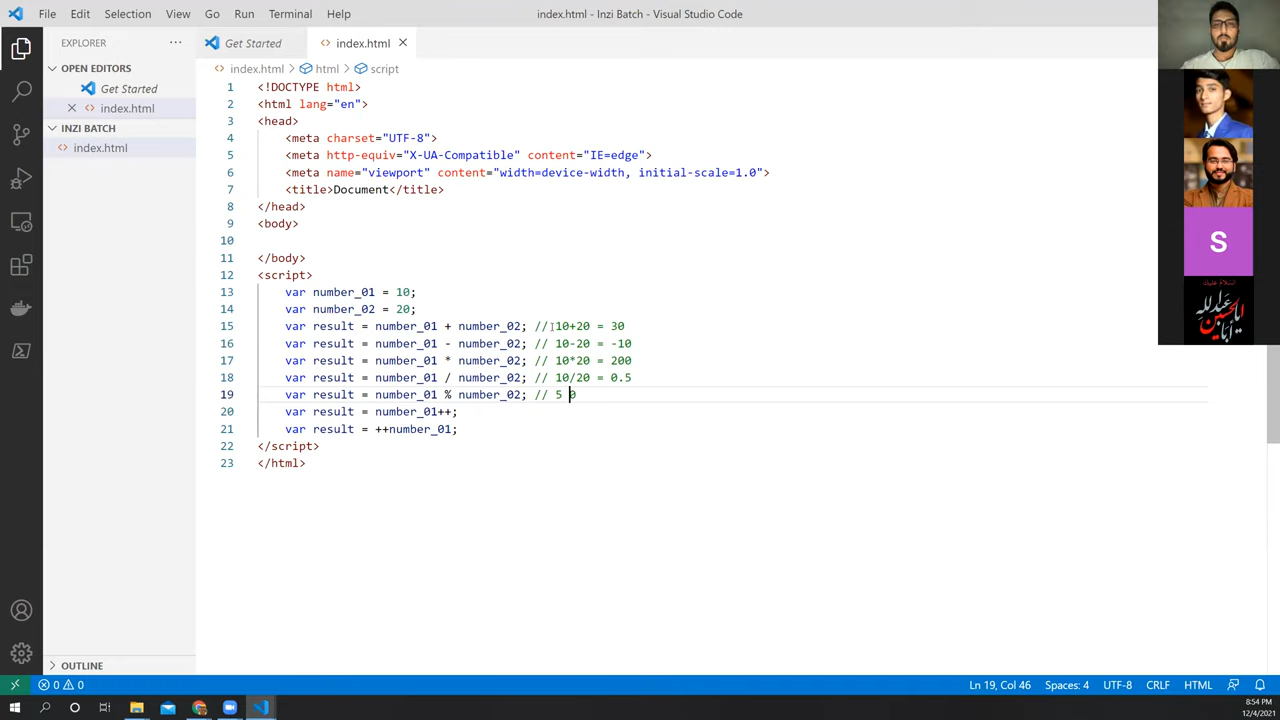 File Edit Selection View Go Run Terminal Help
index.html - Inzi Batch - Visual Studio Code
EXPLORER
OPEN EDITORS
Get Started
index.html
INZI BATCH
index.html
OUTLINE
Get Started
index.html
index.html html script
1 <!DOCTYPE html>
2 <html lang="en">
3 <head>
4 <meta charset="UTF-8">
5 <meta http-equiv="X-UA-Compatible" content="IE=edge">
6 <meta name="viewport" content="width=device-width, initial-scale=1.0">
7 <title>Document</title>
8 </head>
9 <body>
10
11 </body>
12 <script>
13 var number_01 = 10;
14 var number_02 = 20;
15 var result = number_01 + number_02; // 10+20 = 30
16 var result = number_01 - number_02; // 10-20 = -10
17 var result = number_01 * number_02; // 10*20 = 200
18 var result = number_01 / number_02; // 10/20 = 0.5
19 var result = number_01 % number_02; // 5 0
20 var result = number_01++;
21 var result = ++number_01;
22 </script>
23 </html>
S
السلام علیک
یا اباعبدالله
الحسین
0 0
Ln 19, Col 46 Spaces: 4 UTF-8 CRLF HTML
8:54 PM
12/4/2021